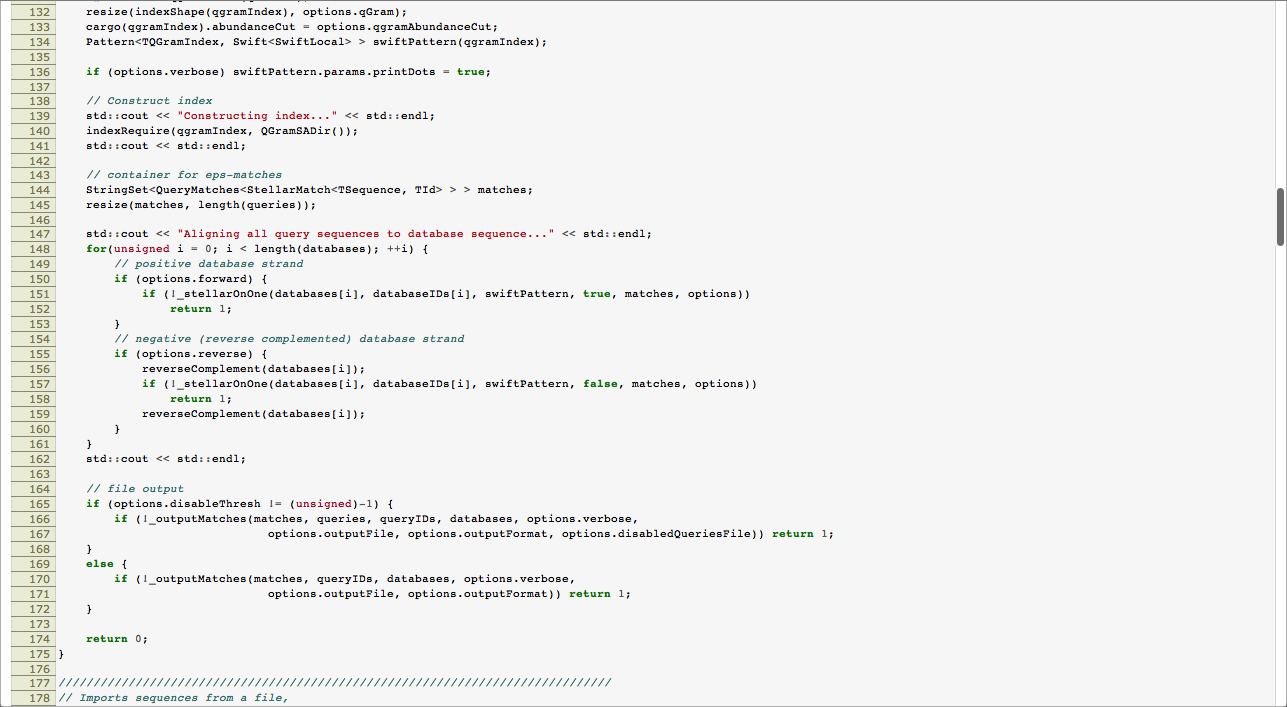 132 resize(indexShape(qgramIndex), options.qGram);
133 cargo(qgramIndex).abundanceCut = options.qgramAbundanceCut;
134 Pattern<TQGramIndex, Swift<SwiftLocal> > swiftPattern(qgramIndex);
135
136 if (options.verbose) swiftPattern.params.printDots = true;
137
138 // Construct index
139 std::cout << "Constructing index..." << std::endl;
140 indexRequire(qgramIndex, QGramSADir());
141 std::cout << std::endl;
142
143 // container for eps-matches
144 StringSet<QueryMatches<StellarMatch<TSequence, TId> > > matches;
145 resize(matches, length(queries));
146
147 std::cout << "Aligning all query sequences to database sequence..." << std::endl;
148 for(unsigned i = 0; i < length(databases); ++i) {
149 // positive database strand
150 if (options.forward) {
151 if (!_stellarOnOne(databases[i], databaseIDs[i], swiftPattern, true, matches, options))
152 return 1;
153 }
154 // negative (reverse complemented) database strand
155 if (options.reverse) {
156 reverseComplement(databases[i]);
157 if (!_stellarOnOne(databases[i], databaseIDs[i], swiftPattern, false, matches, options))
158 return 1;
159 reverseComplement(databases[i]);
160 }
161 }
162 std::cout << std::endl;
163
164 // file output
165 if (options.disableThresh != (unsigned)-1) {
166 if (!_outputMatches(matches, queries, queryIDs, databases, options.verbose,
167 options.outputFile, options.outputFormat, options.disabledQueriesFile)) return 1;
168 }
169 else {
170 if (!_outputMatches(matches, queryIDs, databases, options.verbose,
171 options.outputFile, options.outputFormat)) return 1;
172 }
173
174 return 0;
175 }
176
177 ///////////////////////////////////////////////////////////////////////////////
178 // Imports sequences from a file,